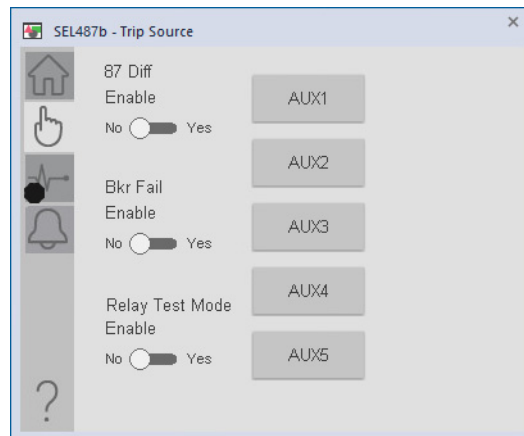 SEL487b - Trip Source
87 Diff
Enable
No Yes
Bkr Fail
Enable
No Yes
Relay Test Mode
Enable
No Yes
AUX1
AUX2
AUX3
AUX4
AUX5
?